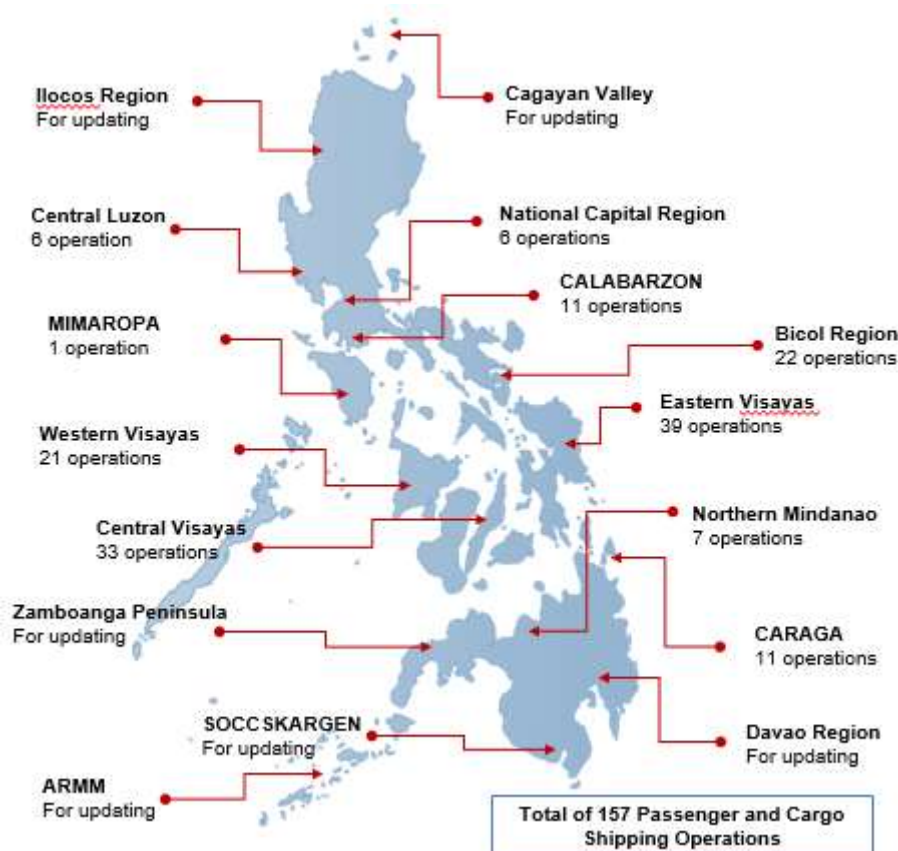 Ilocos Region
For updating
Cagayan Valley
For updating
Central Luzon
6 operation
National Capital Region
6 operations
CALABARZON
11 operations
MIMAROPA
1 operation
Bicol Region
22 operations
Eastern Visayas
39 operations
Western Visayas
21 operations
Northern Mindanao
7 operations
Central Visayas
33 operations
Zamboanga Peninsula
For updating
CARAGA
11 operations
SOCCSKARGEN
For updating
Davao Region
For updating
ARMM
For updating
Total of 157 Passenger and Cargo
Shipping Operations